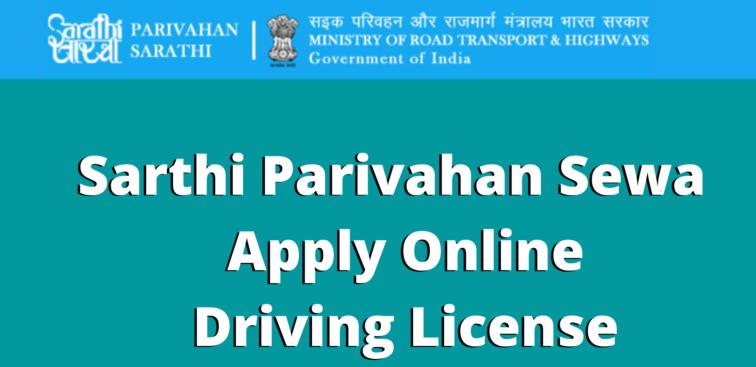 Sarathi
PARIVAHAN
सारथी
SARATHI
सड़क परिवहन और राजमार्ग मंत्रालय भारत सरकार
MINISTRY OF ROAD TRANSPORT & HIGHWAYS
Government of India
Sarthi Parivahan Sewa
Apply Online
Driving License